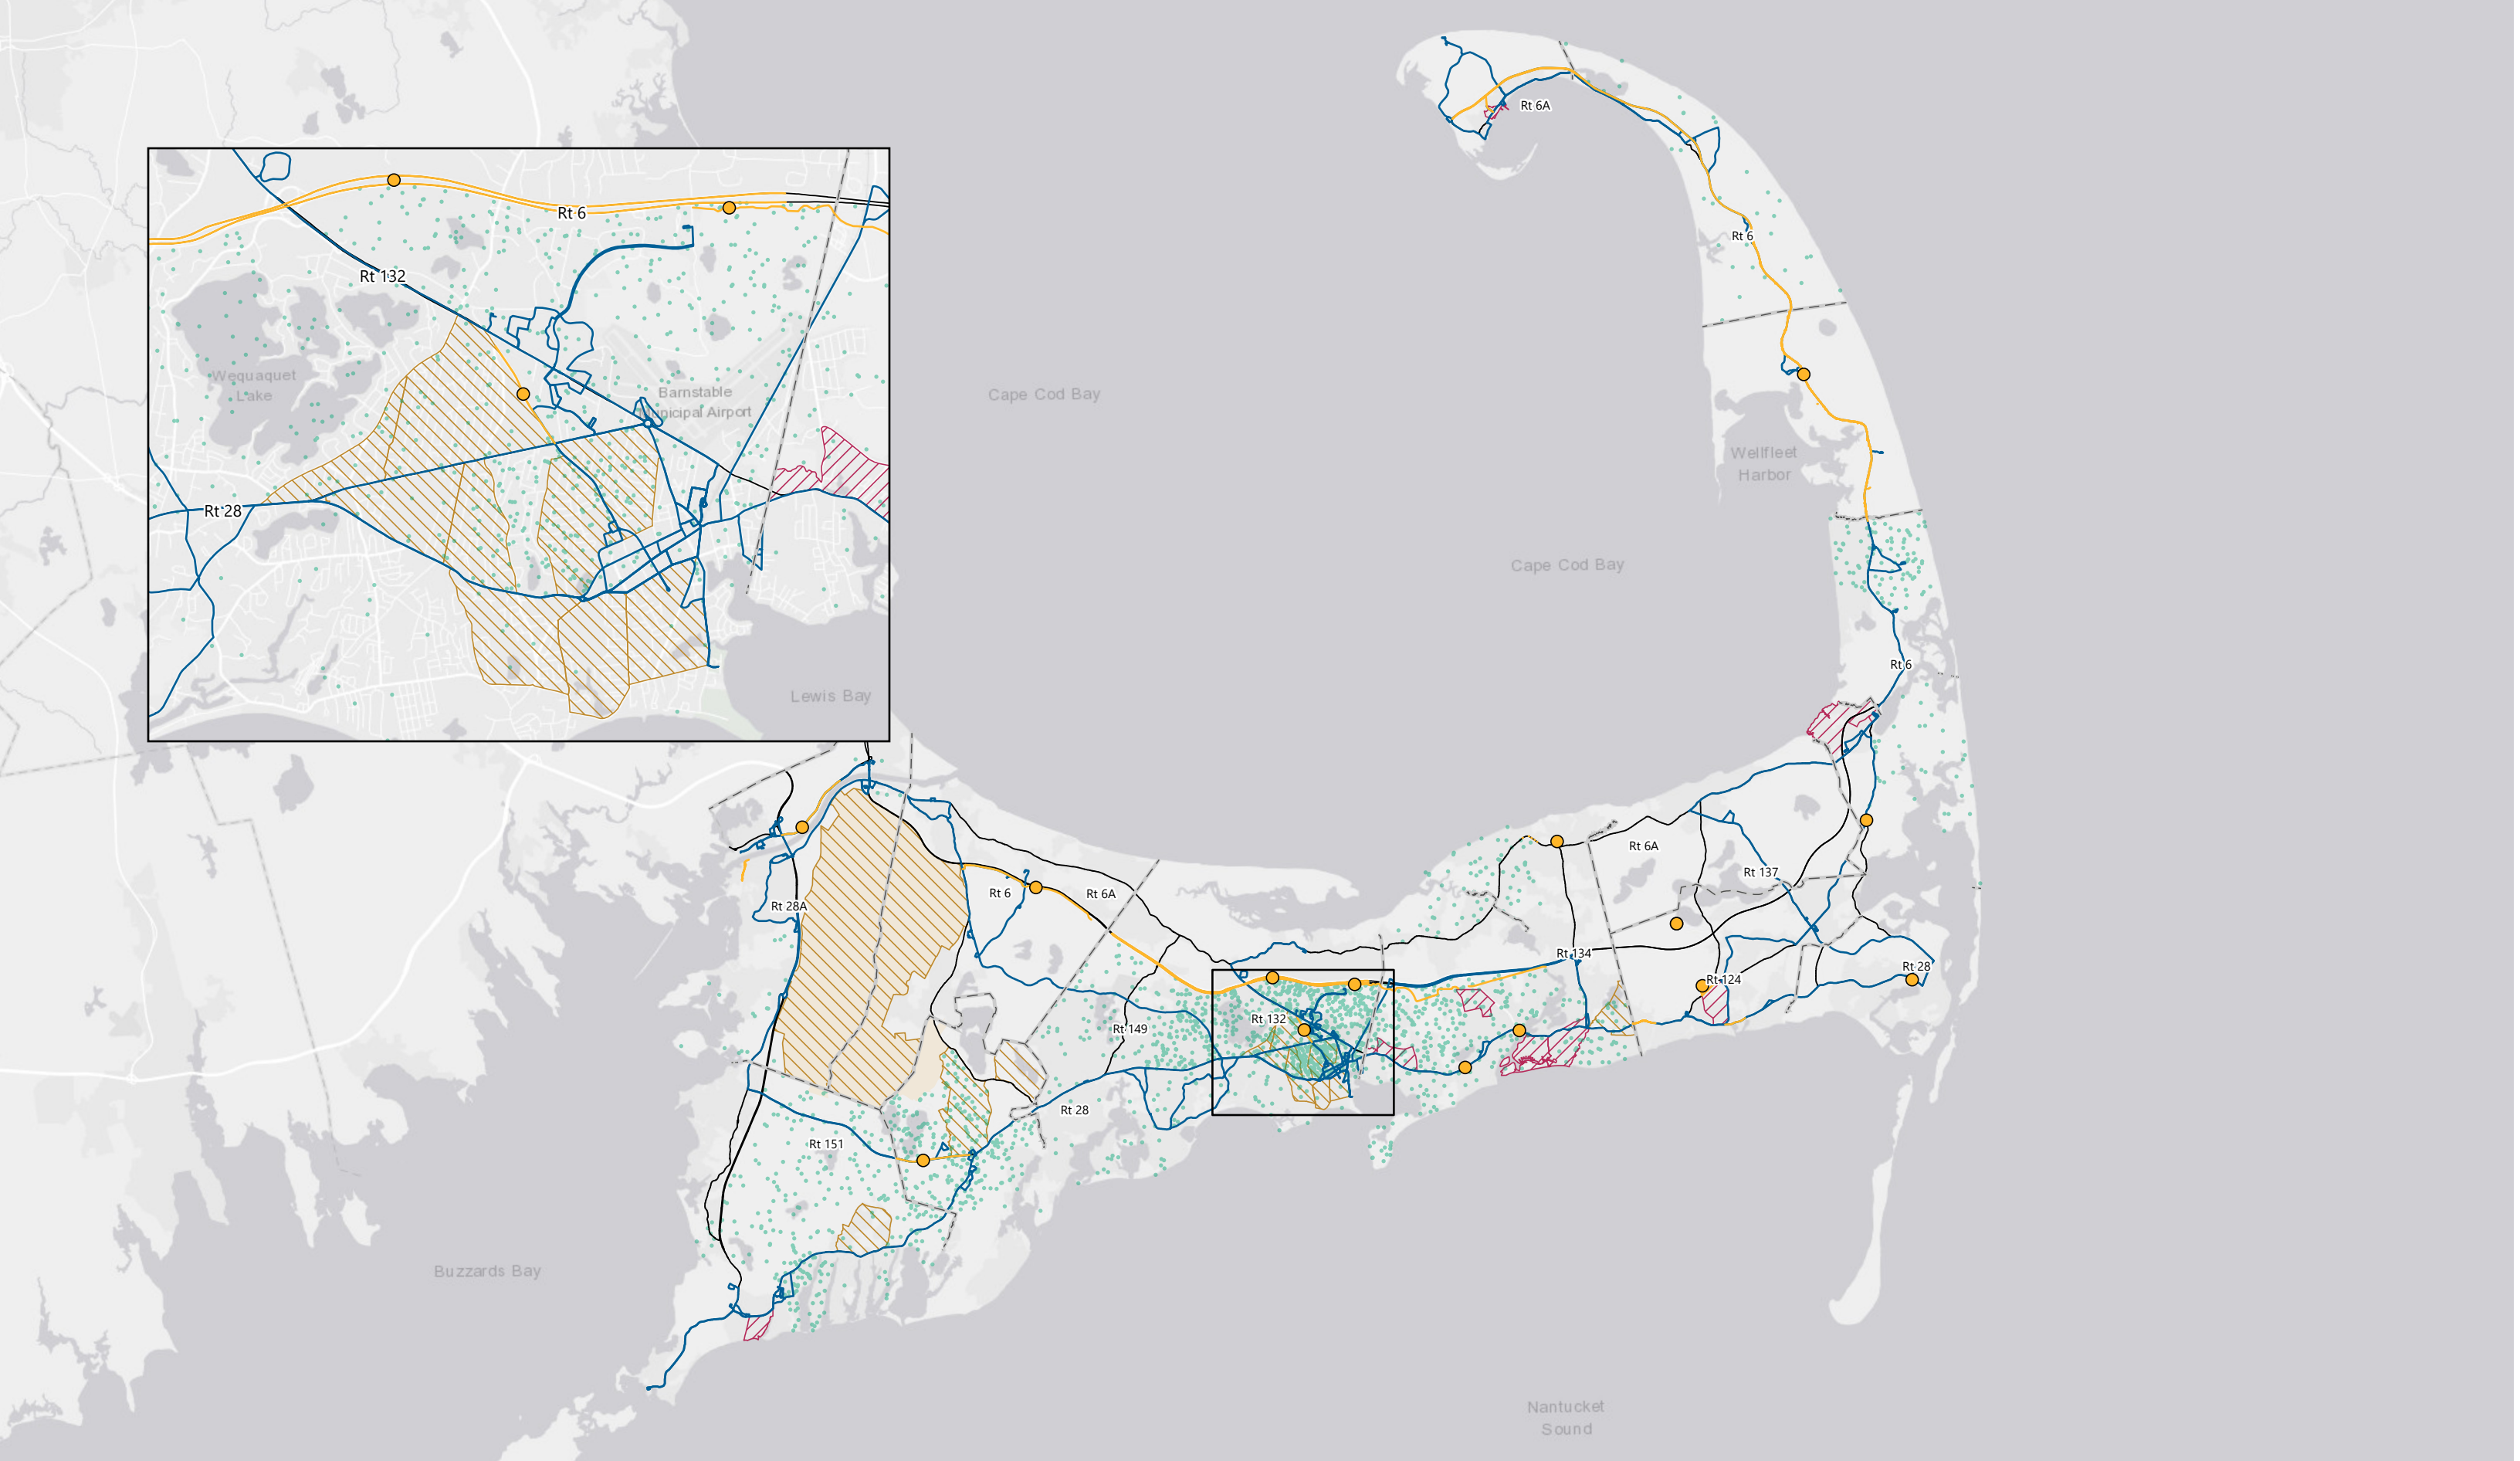 Rt 6A
Rt 6
Rt 6
Rt 132
Wequaquet
Lake
Barnstable
Municipal Airport
Rt 28
Lewis Bay
Cape Cod Bay
Wellfleet
Harbor
Cape Cod Bay
Rt 6
Rt 6A
Rt 137
Rt 6
Rt 6A
Rt 28A
Rt 134
Rt 28
Rt 124
Rt 132
Rt 149
Rt 28
Rt 151
Buzzards Bay
Nantucket
Sound